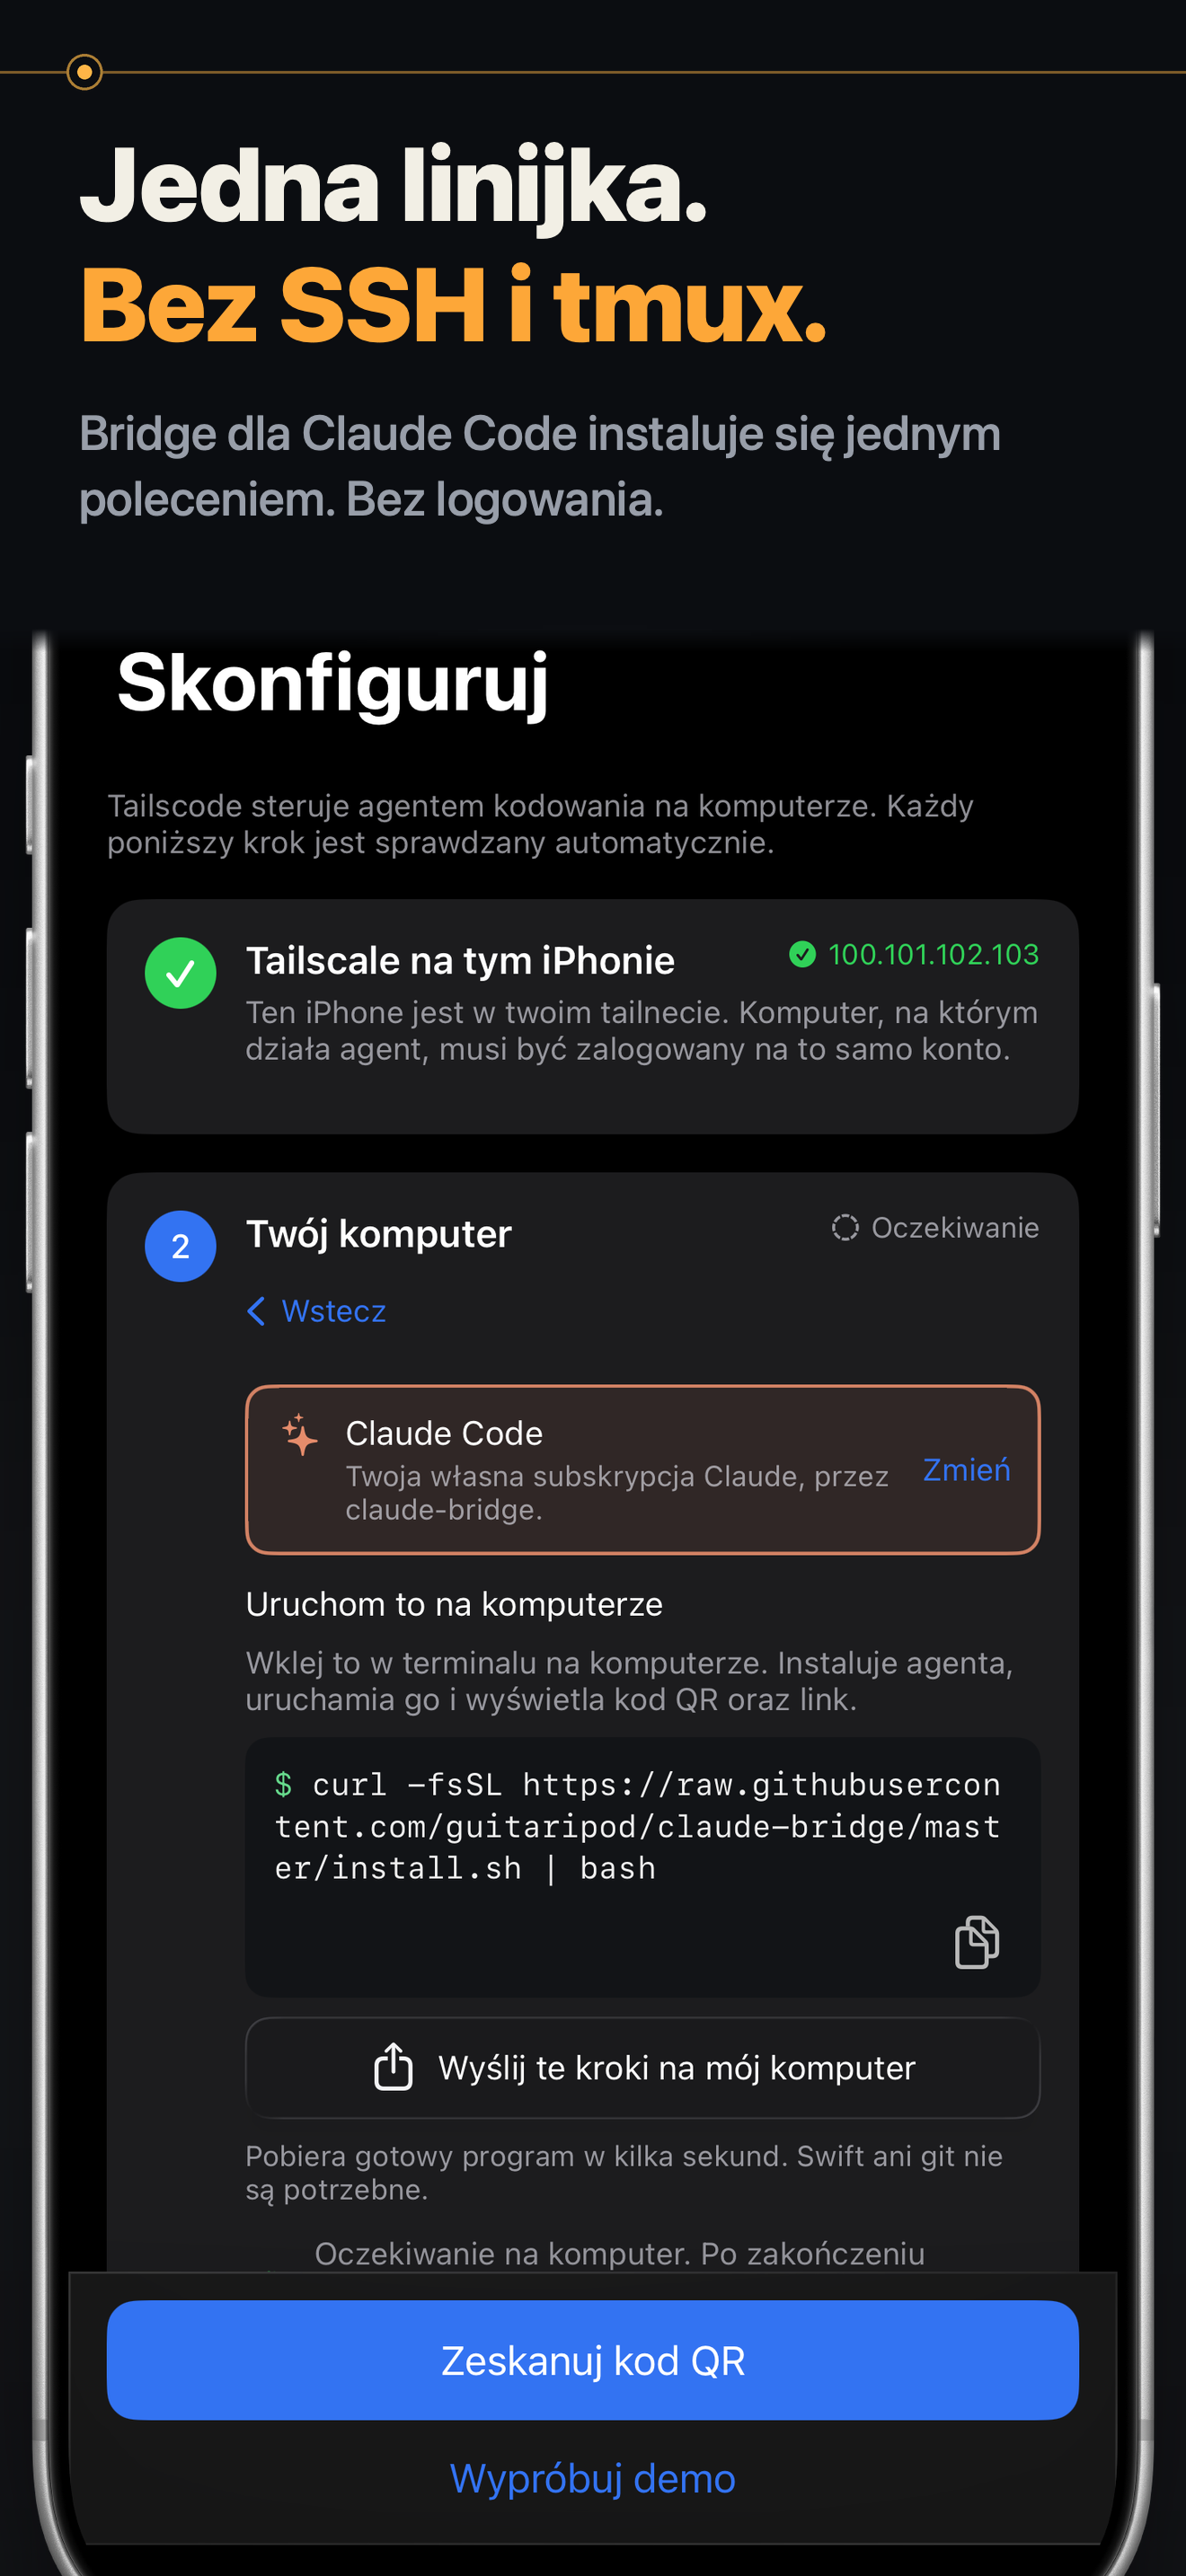 Jedna linijka.
Bez SSH i tmux.
Bridge dla Claude Code instaluje się jednym
poleceniem. Bez logowania.
Skonfiguruj
Tailscode steruje agentem kodowania na komputerze. Każdy
poniższy krok jest sprawdzany automatycznie.
Tailscale na tym iPhonie
100.101.102.103
Ten iPhone jest w twoim tailnecie. Komputer, na którym
działa agent, musi być zalogowany na to samo konto.
2
Twój komputer
Oczekiwanie
Wstecz
Claude Code
Twoja własna subskrypcja Claude, przez
claude-bridge.
Zmień
Uruchom to na komputerze
Wklej to w terminalu na komputerze. Instaluje agenta,
uruchamia go i wyświetla kod QR oraz link.
$ curl -fsSL https://raw.githubusercon
tent.com/guitaripod/claude-bridge/mast
er/install.sh | bash
Wyślij te kroki na mój komputer
Pobiera gotowy program w kilka sekund. Swift ani git nie
są potrzebne.
Oczekiwanie na komputer. Po zakończeniu
Zeskanuj kod QR
Wypróbuj demo